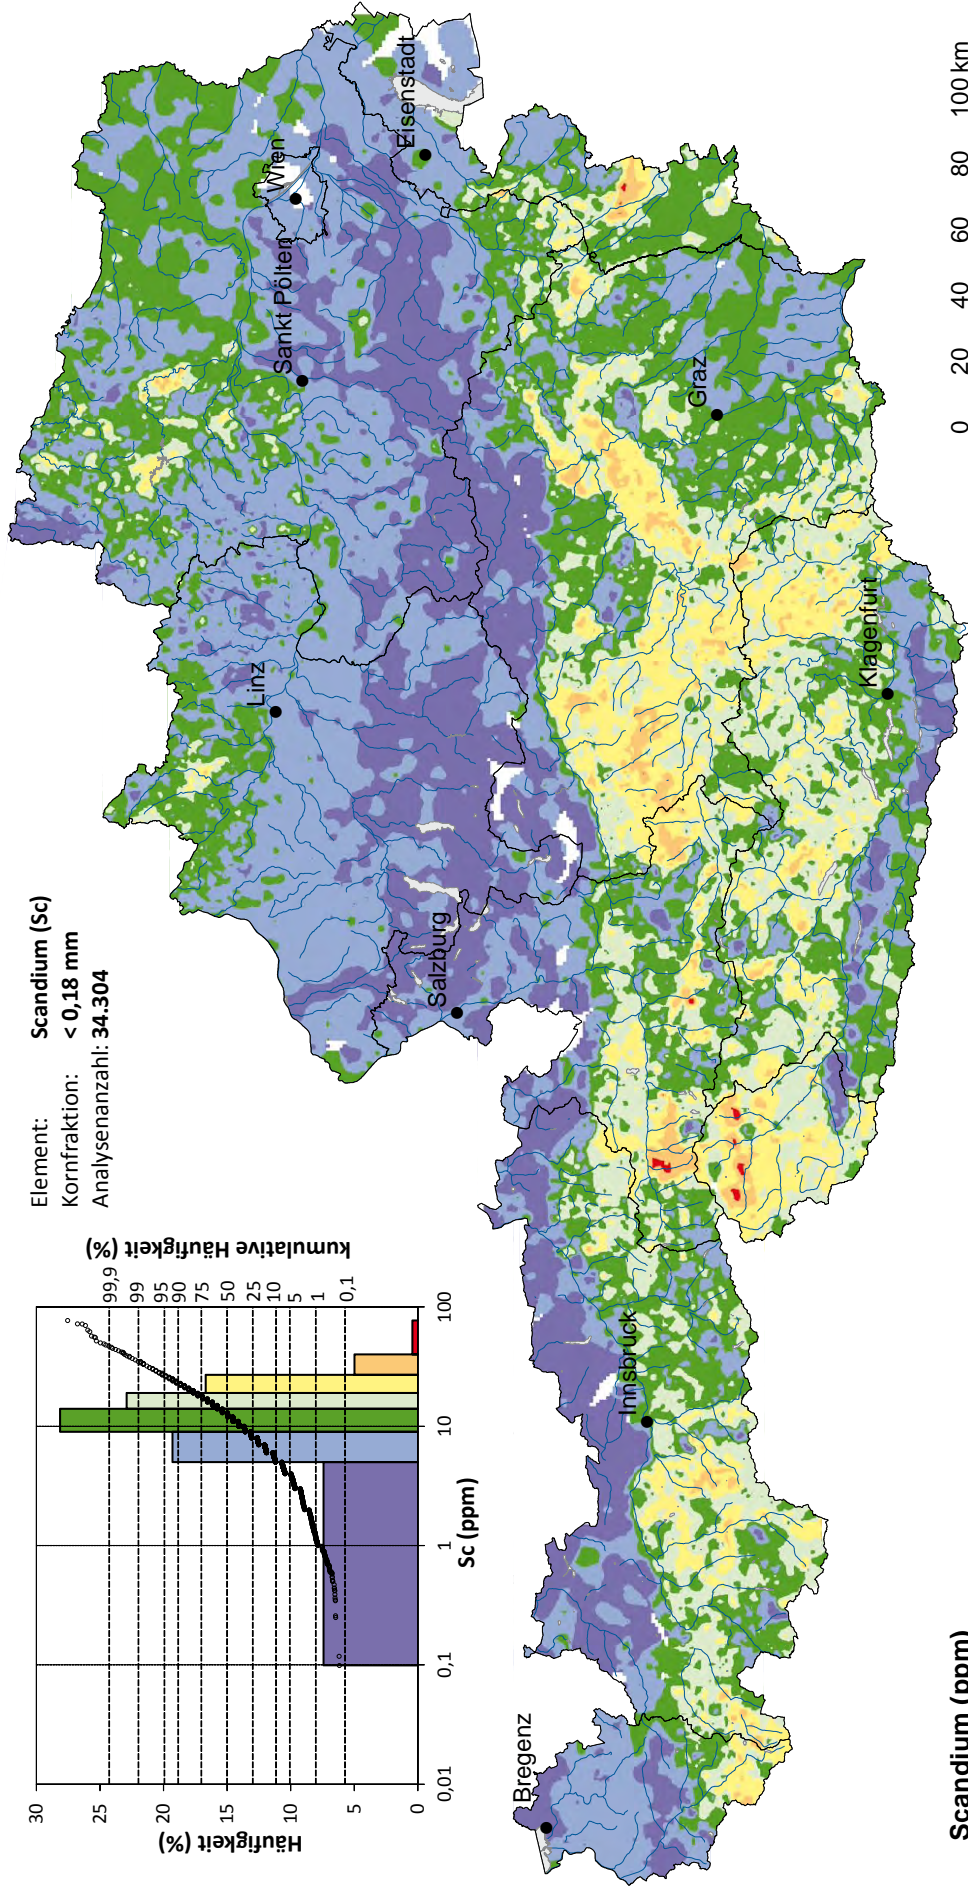 Element: Scandium (Sc)
Kornfraktion: < 0,18 mm
Analysenanzahl: 34.304
Häufigkeit (%)
30
25
20
15
10
5
0
kumulative Häufigkeit (%)
99,9
99
95
90
75
50
25
10
5
1
0,1
0,01 0,1 1 10 100
Sc (ppm)
Bregenz
Innsbruck
Salzburg
Linz
Sankt Pölten
Wien
Eisenstadt
Graz
Klagenfurt
0 20 40 60 80 100 km
Scandium (ppm)